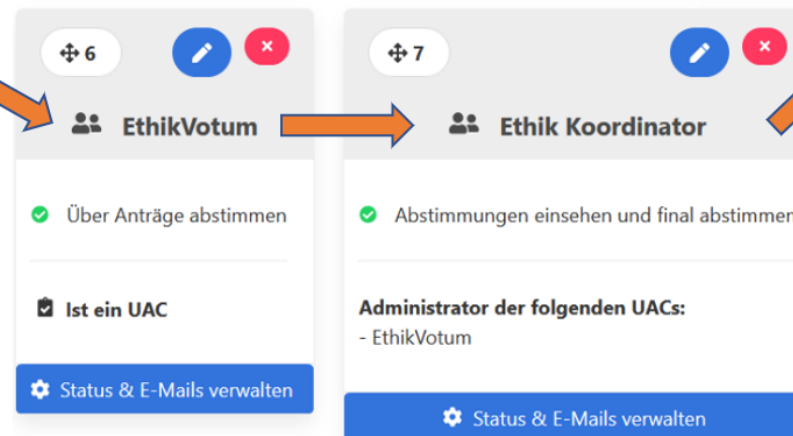 6
EthikVotum
Über Anträge abstimmen
Ist ein UAC
Status & E-Mails verwalten
7
Ethik Koordinator
Abstimmungen einsehen und final abstimmen
Administrator der folgenden UACs:
- EthikVotum
Status & E-Mails verwalten